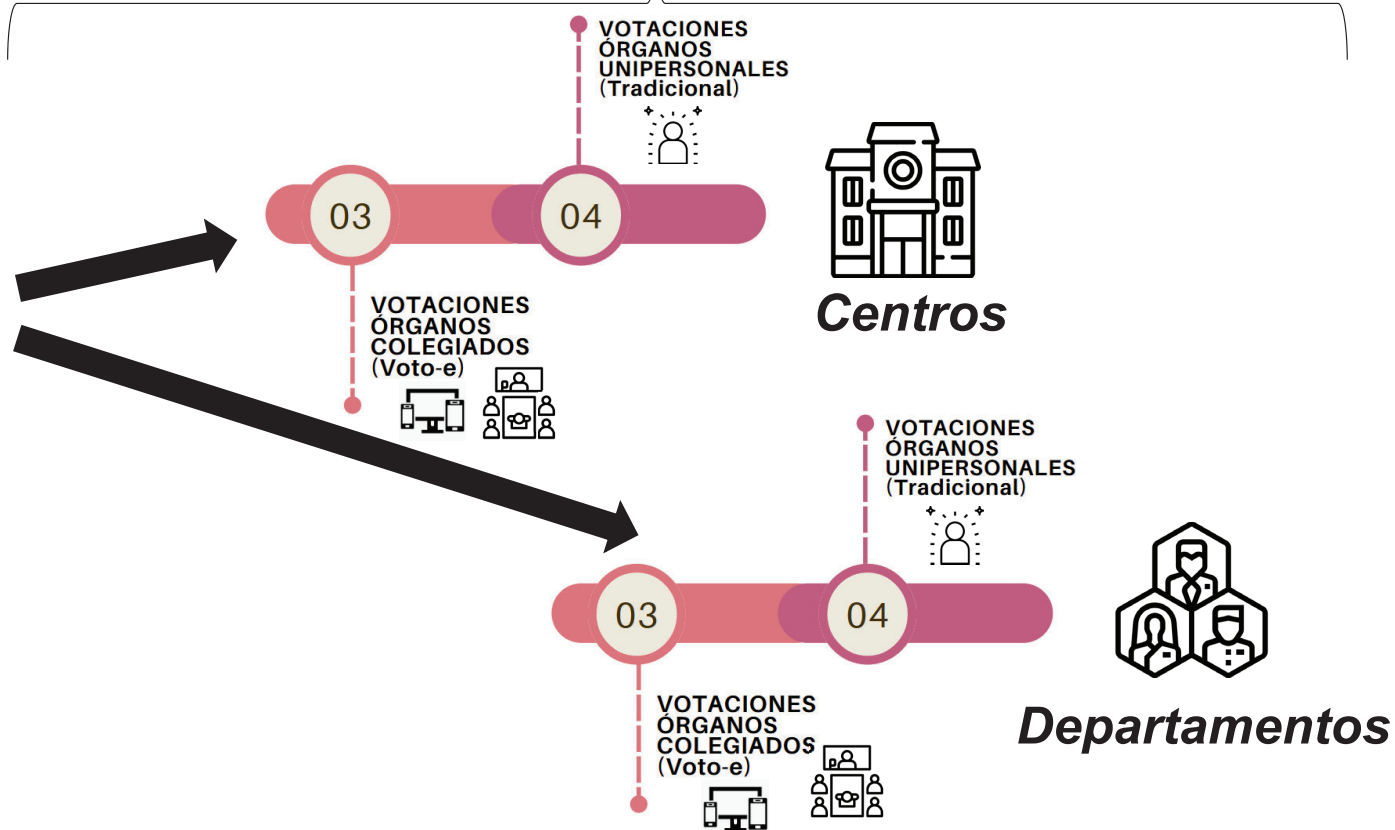 VOTACIONES
ÓRGANOS
UNIPERSONALES
(Tradicional)
03
04
VOTACIONES
ÓRGANOS
COLEGIADOS
(Voto-e)
Centros
VOTACIONES
ÓRGANOS
UNIPERSONALES
(Tradicional)
03
04
VOTACIONES
ÓRGANOS
COLEGIADOS
(Voto-e)
Departamentos